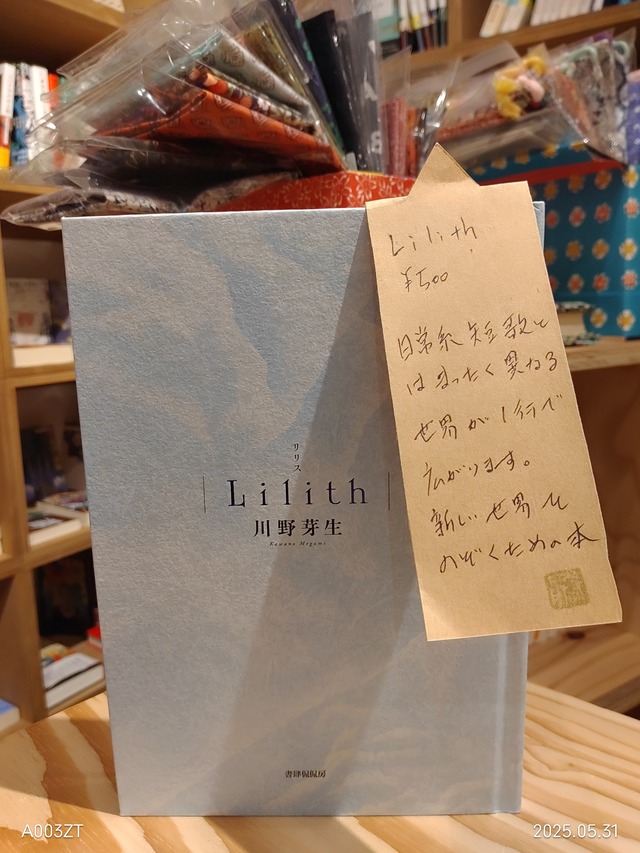 リリス
Lilith
川野芽生
Kawano Megumi
書肆侃侃房
Lilith
¥500
日常系短歌と
はまったく異なる
世界が1行で
広がります。
新しい世界を
のぞくための本
A003ZT
2025.05.31